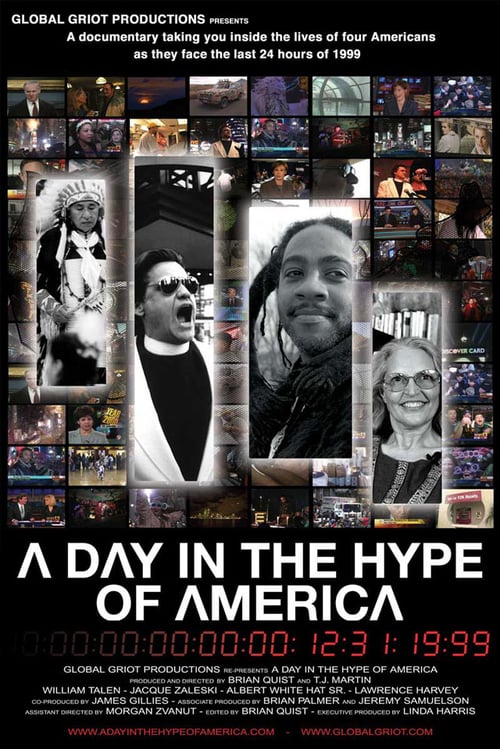 GLOBAL GRIOT PRODUCTIONS PRESENTS
A documentary taking you inside the lives of four Americans
as they face the last 24 hours of 1999
DISCOVER CARD
YEAR
2000
A DAY IN THE HYPE
OF AMERICA
00:00:00:00:00:00: 12:31:19:99
GLOBAL GRIOT PRODUCTIONS RE-PRESENTS A DAY IN THE HYPE OF AMERICA
PRODUCED AND DIRECTED BY BRIAN QUIST AND T.J. MARTIN
WILLIAM TALEN - JACQUE ZALESKI - ALBERT WHITE HAT SR. - LAWRENCE HARVEY
CO-PRODUCED BY JAMES GILLIES - ASSOCIATE PRODUCED BY BRIAN PALMER AND JEREMY SAMUELSON
ASSISTANT DIRECTED BY MORGAN ZVANUT - EDITED BY BRIAN QUIST - EXECUTIVE PRODUCED BY LINDA HARRIS
WWW.ADAYINTHEHYPEOFAMERICA.COM - WWW.GLOBALGRIOT.COM